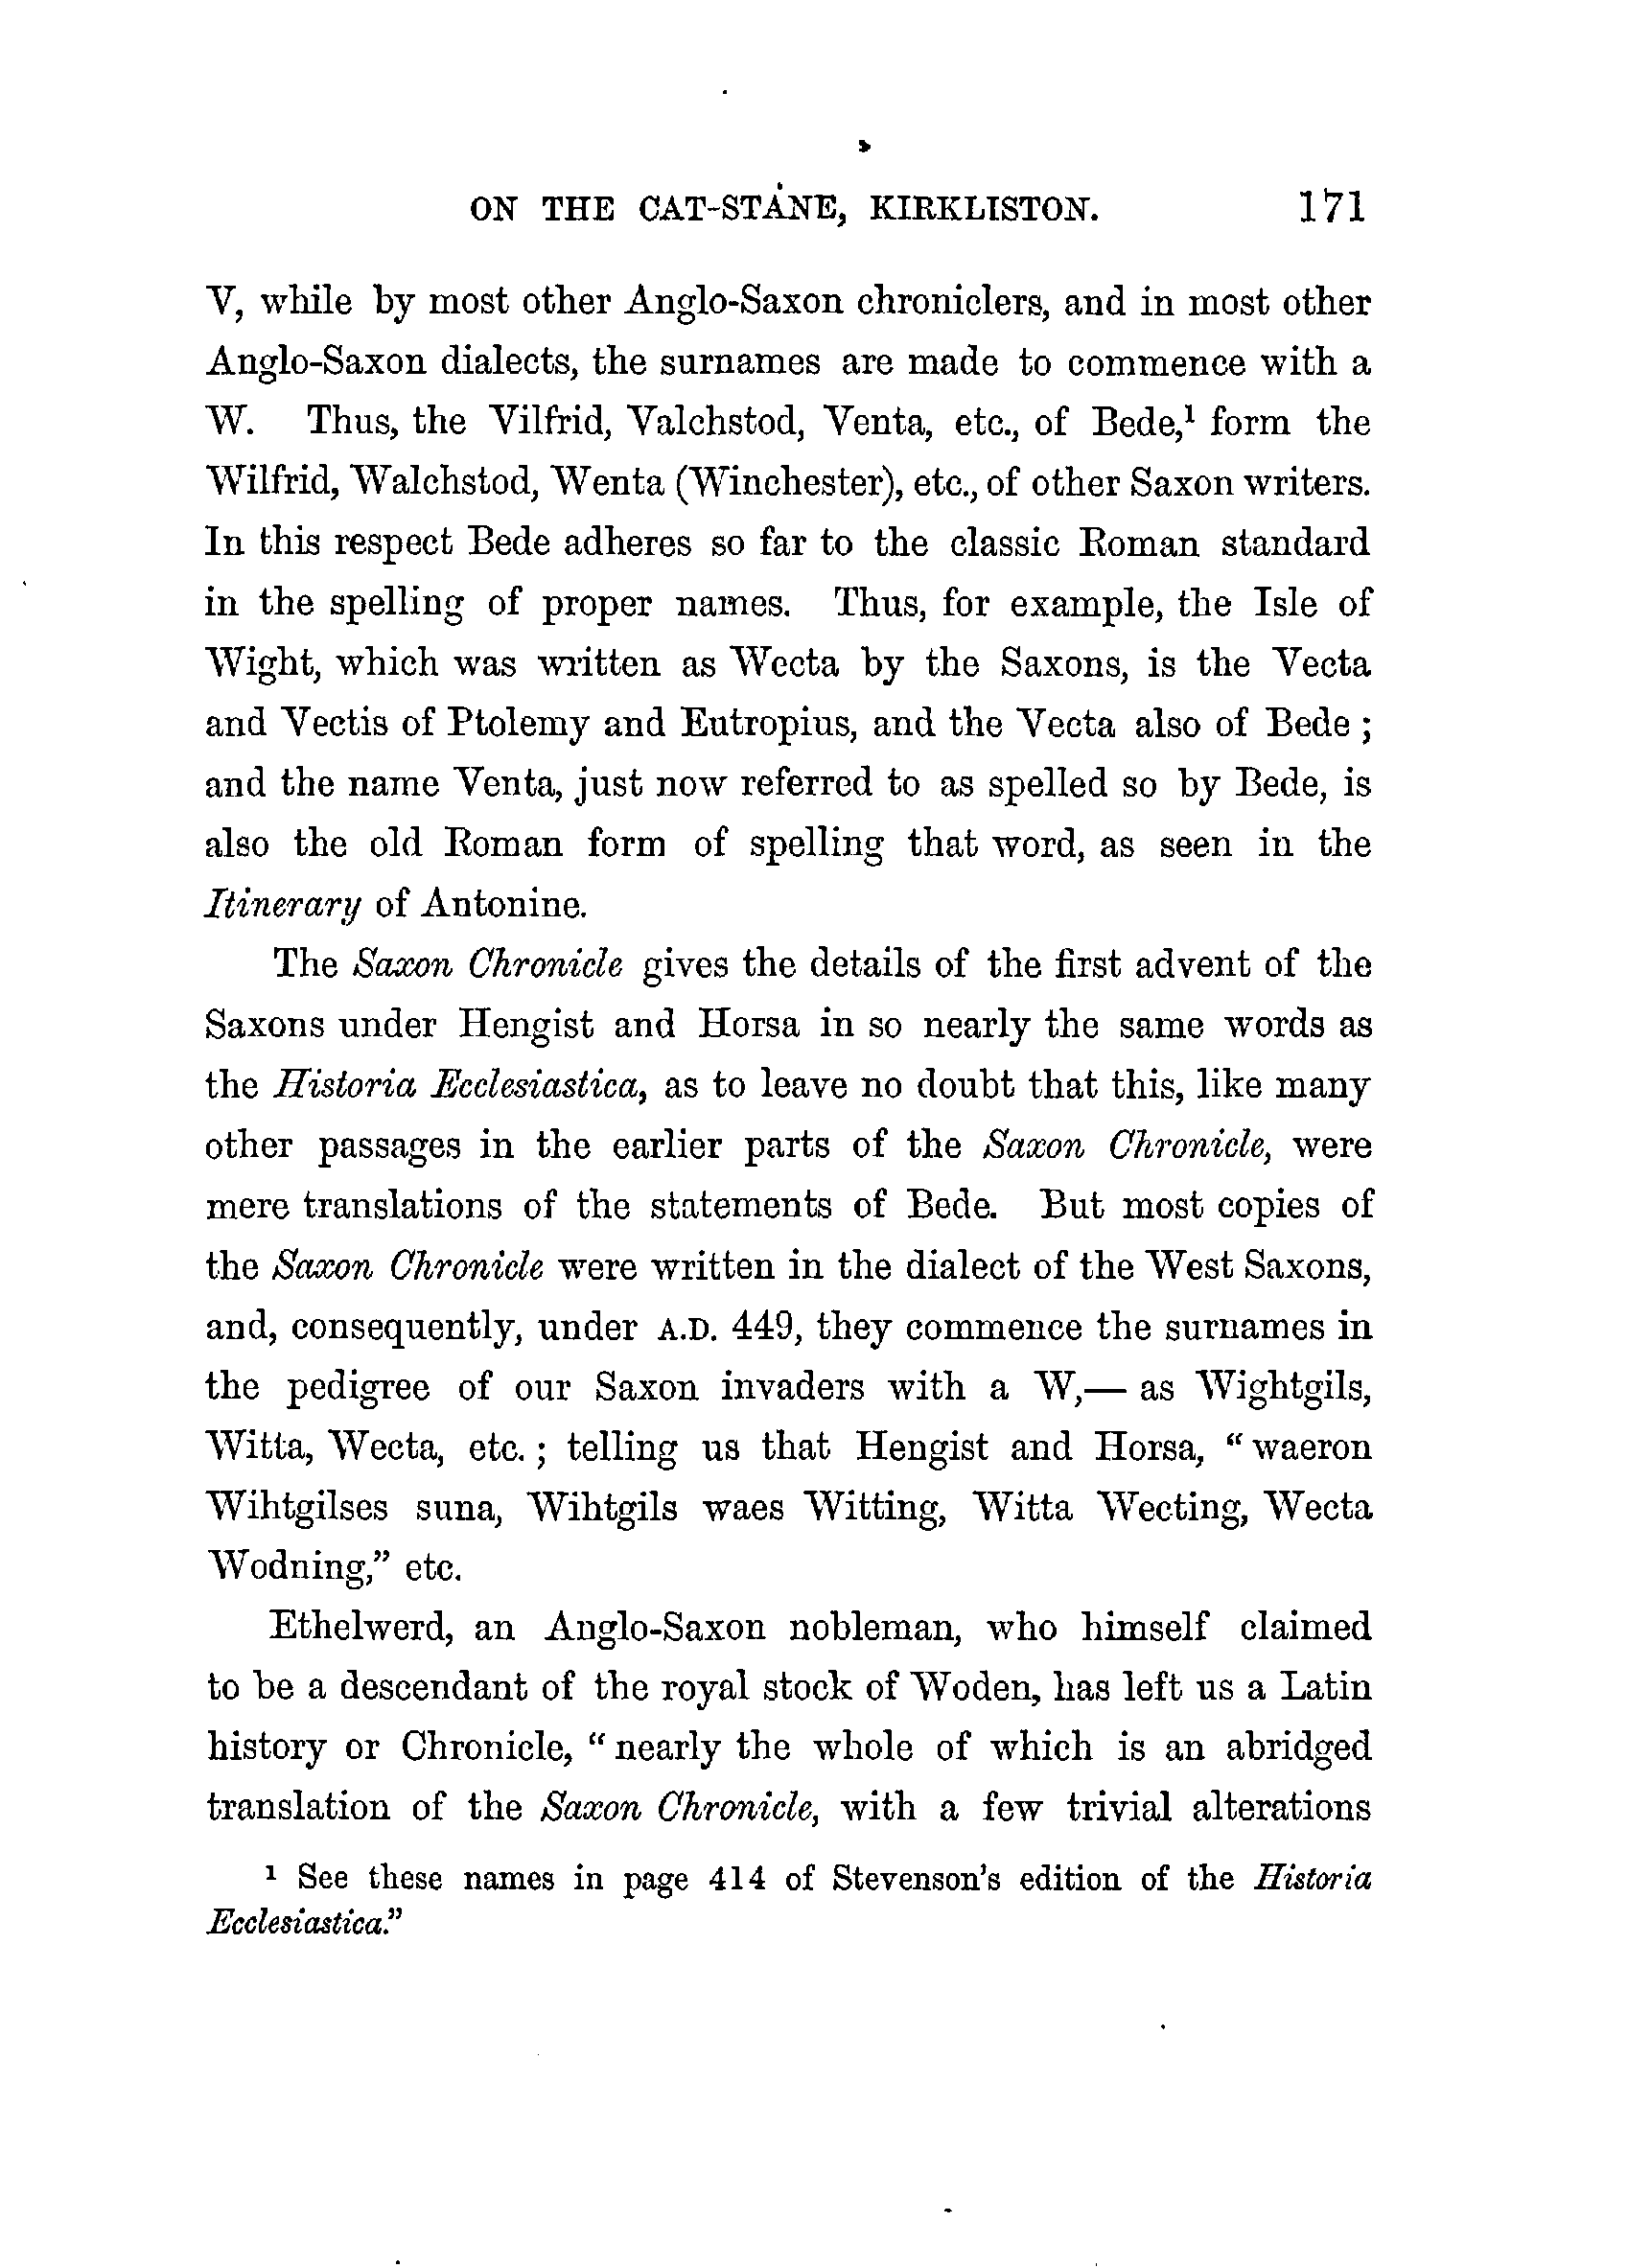 ON THE CAT-STANE, KIRKLISTON. 171
V, while by most other Anglo-Saxon chroniclers, and in most other
Anglo-Saxon dialects, the surnames are made to commence with a
W. Thus, the Vilfrid, Valchstod, Venta, etc., of Bede,¹ form the
Wilfrid, Walchstod, Wenta (Winchester), etc., of other Saxon writers.
In this respect Bede adheres so far to the classic Roman standard
in the spelling of proper names. Thus, for example, the Isle of
Wight, which was written as Wecta by the Saxons, is the Vecta
and Vectis of Ptolemy and Eutropius, and the Vecta also of Bede ;
and the name Venta, just now referred to as spelled so by Bede, is
also the old Roman form of spelling that word, as seen in the
Itinerary of Antonine.
The Saxon Chronicle gives the details of the first advent of the
Saxons under Hengist and Horsa in so nearly the same words as
the Historia Ecclesiastica, as to leave no doubt that this, like many
other passages in the earlier parts of the Saxon Chronicle, were
mere translations of the statements of Bede. But most copies of
the Saxon Chronicle were written in the dialect of the West Saxons,
and, consequently, under A.D. 449, they commence the surnames in
the pedigree of our Saxon invaders with a W,— as Wightgils,
Witta, Wecta, etc. ; telling us that Hengist and Horsa, “ waeron
Wihtgilses suna, Wihtgils waes Witting, Witta Wecting, Wecta
Wodning,” etc.
Ethelwerd, an Anglo-Saxon nobleman, who himself claimed
to be a descendant of the royal stock of Woden, has left us a Latin
history or Chronicle, “ nearly the whole of which is an abridged
translation of the Saxon Chronicle, with a few trivial alterations
¹ See these names in page 414 of Stevenson's edition of the Historia
Ecclesiastica.”